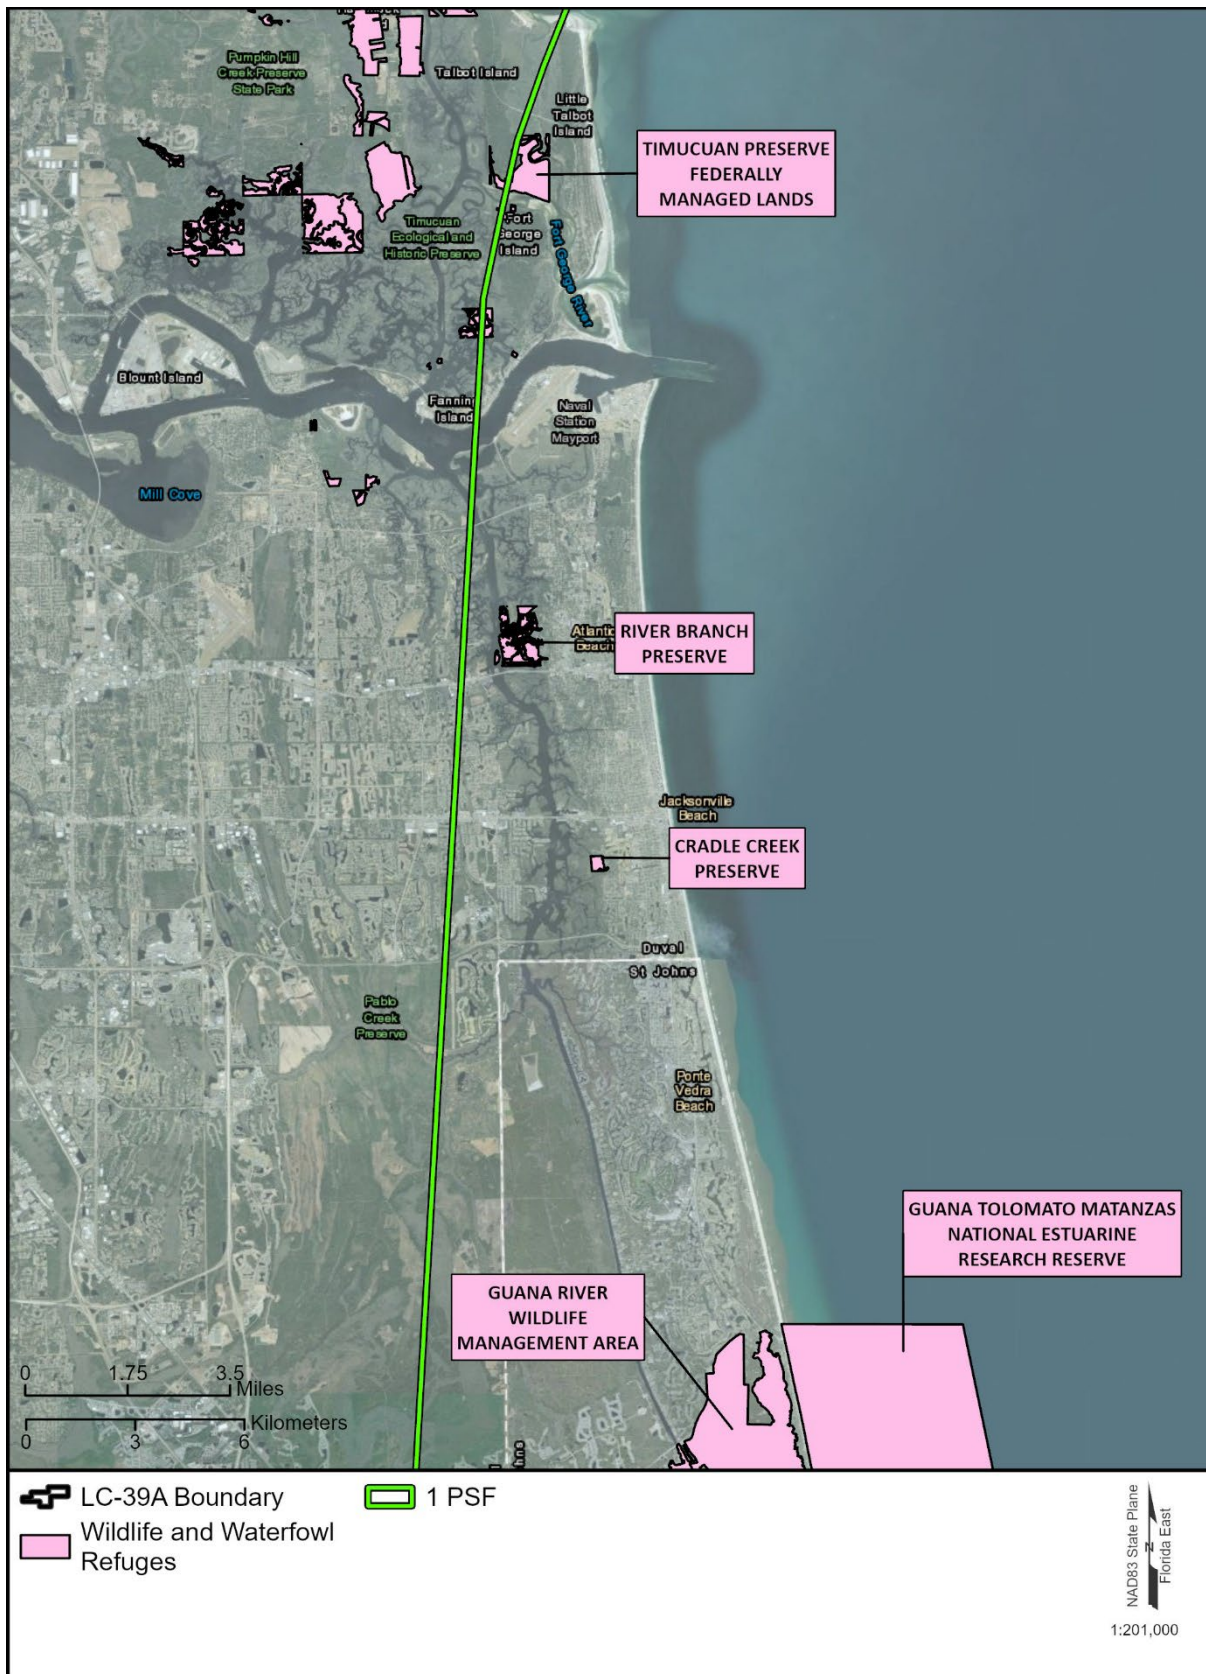 Pumpkin Hill
Creek Preserve
State Park
Talbot Island
Little
Talbot
Island
TIMUCUAN PRESERVE
FEDERALLY
MANAGED LANDS
Timucuan
Ecological and
Historic Preserve
Fort
George
Island
Fort George River
Blount Island
Fanning
Island
Naval
Station
Mayport
Mill Cove
Atlantic
Beach
RIVER BRANCH
PRESERVE
Jacksonville
Beach
CRADLE CREEK
PRESERVE
Duval
St Johns
Pablo
Creek
Preserve
Ponte
Vedra
Beach
GUANA TOLOMATO MATANZAS
NATIONAL ESTUARINE
RESEARCH RESERVE
GUANA RIVER
WILDLIFE
MANAGEMENT AREA
0 1.75 3.5
Miles
Kilometers
0 3 6
LC-39A Boundary
1 PSF
Wildlife and Waterfowl
Refuges
NAD83 State Plane
Florida East
N
1:201,000